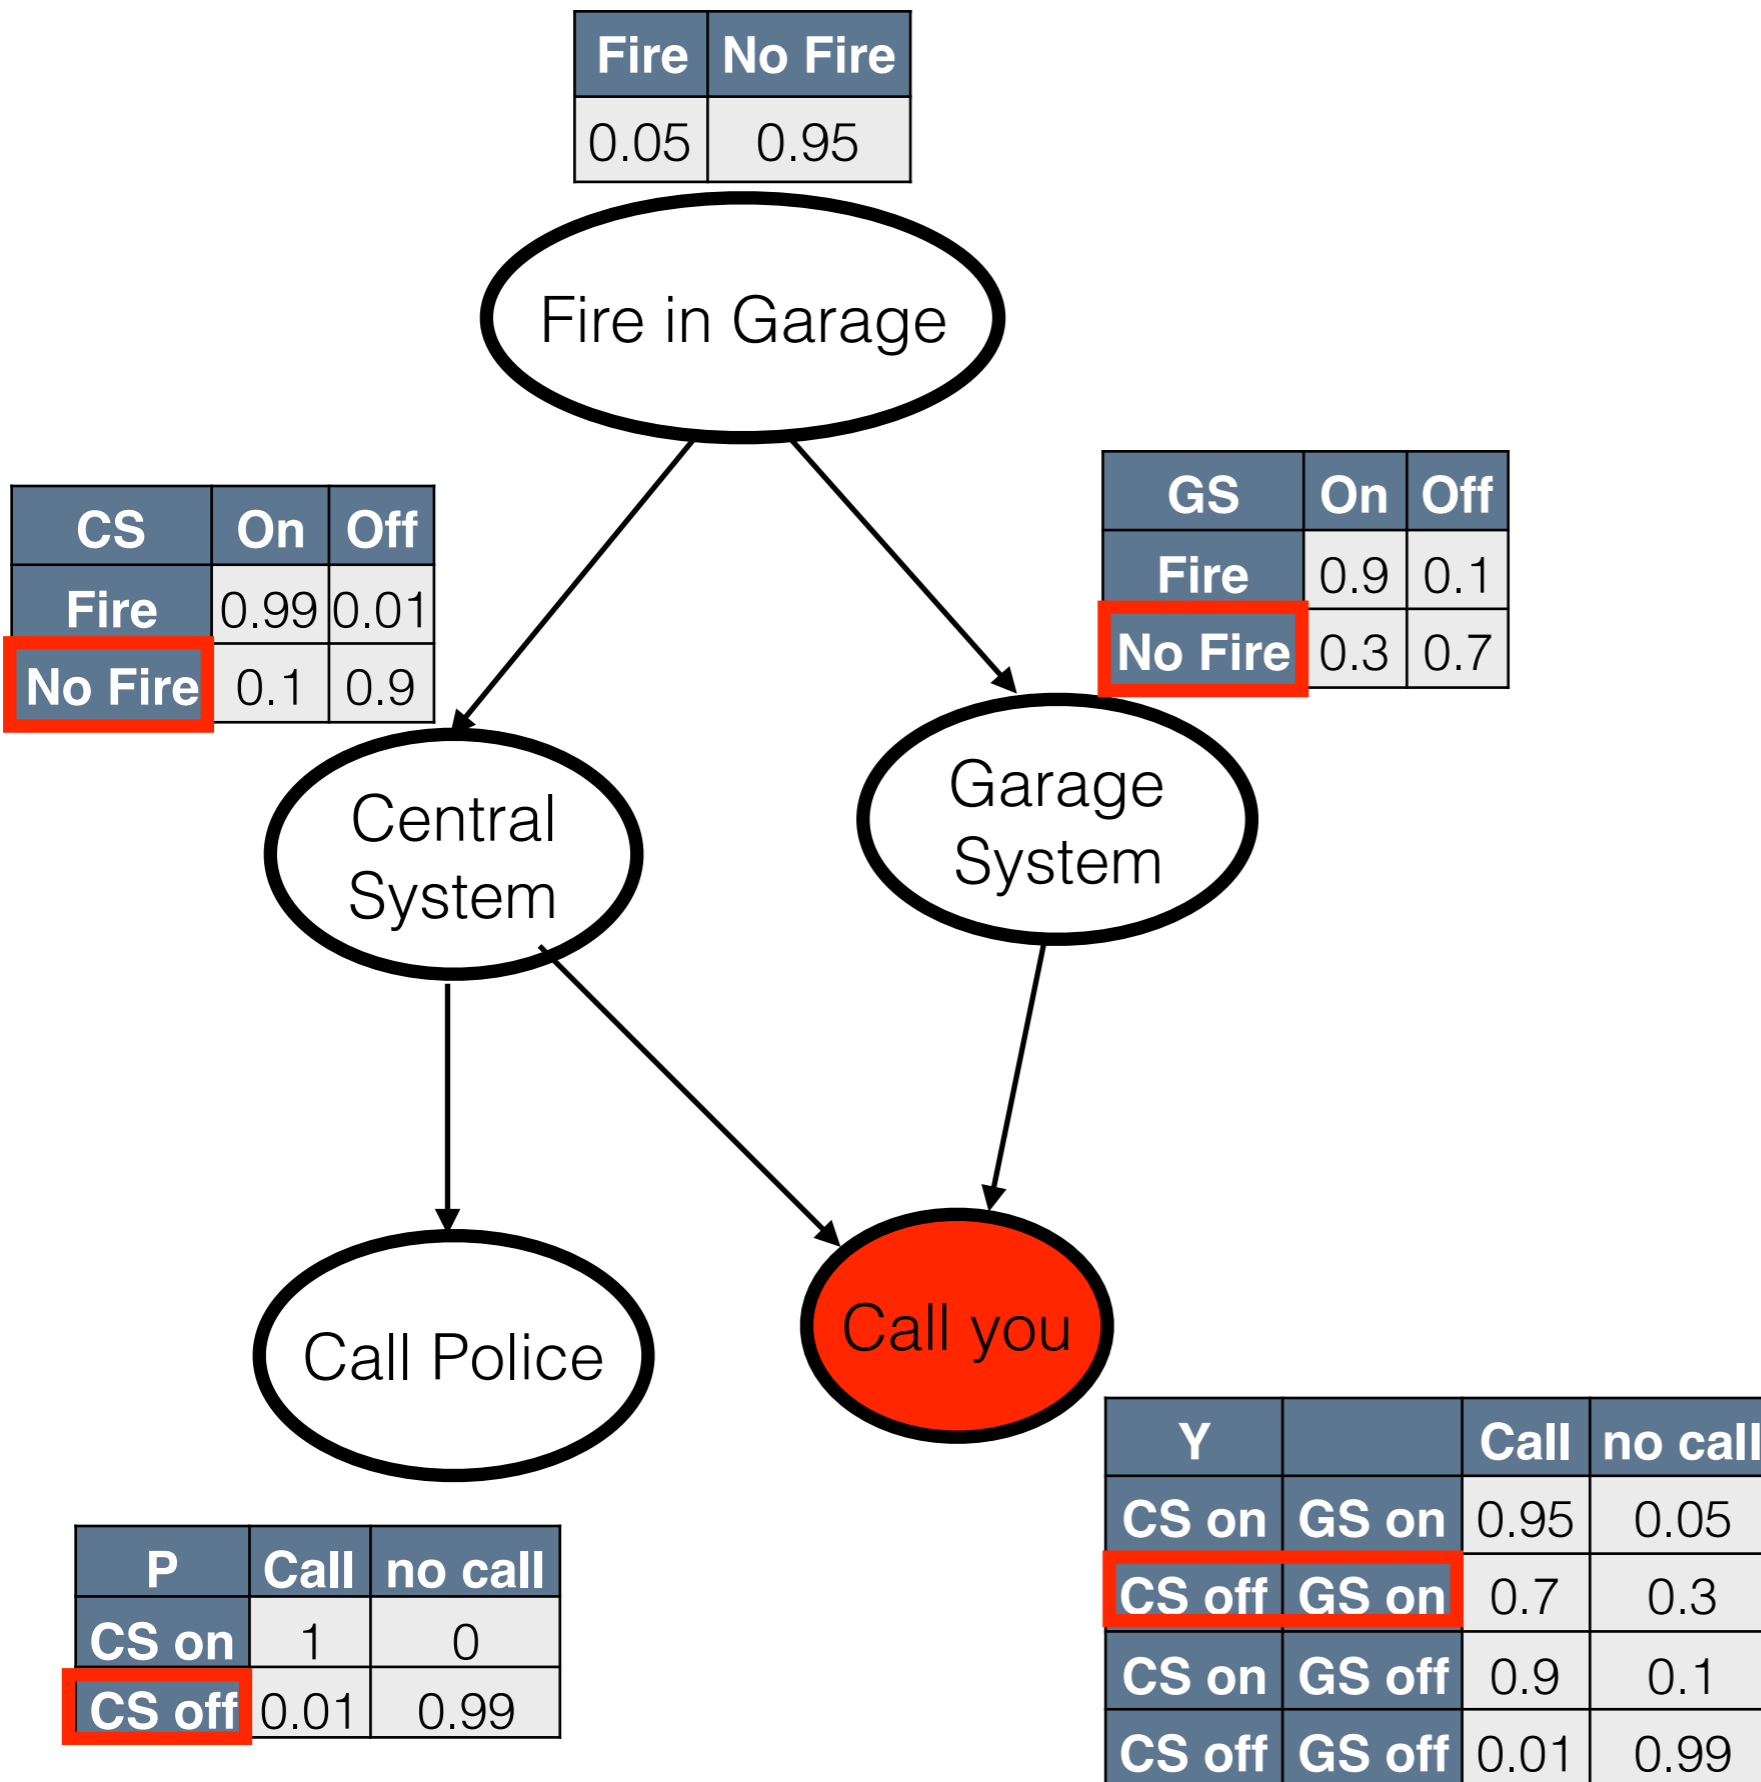 Fire No Fire
0.05 0.95
Fire in Garage
CS On Off
Fire 0.99 0.01
No Fire 0.1 0.9
GS On Off
Fire 0.9 0.1
No Fire 0.3 0.7
Central
System
Garage
System
Call Police
Call you
P Call no call
CS on 1 0
CS off 0.01 0.99
Y Call no call
CS on GS on 0.95 0.05
CS off GS on 0.7 0.3
CS on GS off 0.9 0.1
CS off GS off 0.01 0.99